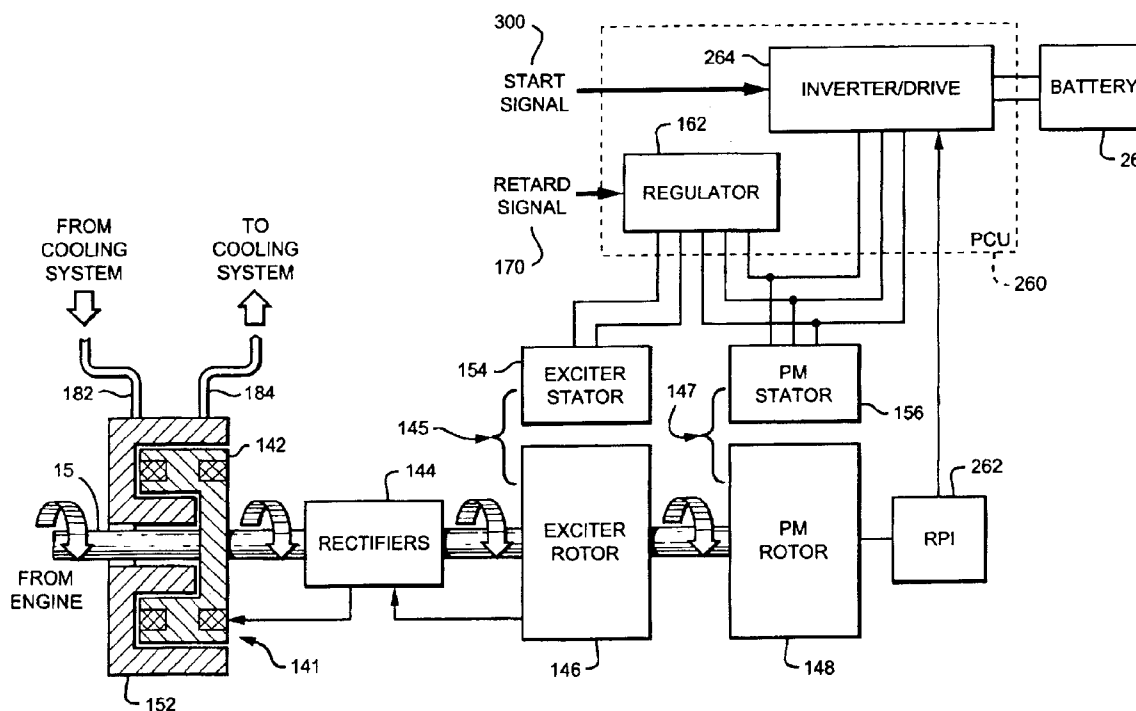 300
START
SIGNAL
264
INVERTER/DRIVE
BATTERY
26
162
REGULATOR
RETARD
SIGNAL
170
PCU
260
FROM
COOLING
SYSTEM
TO
COOLING
SYSTEM
182
184
154
EXCITER
STATOR
147
PM
STATOR
156
145
142
15
144
RECTIFIERS
EXCITER
ROTOR
PM
ROTOR
262
RPI
FROM
ENGINE
141
146
148
152